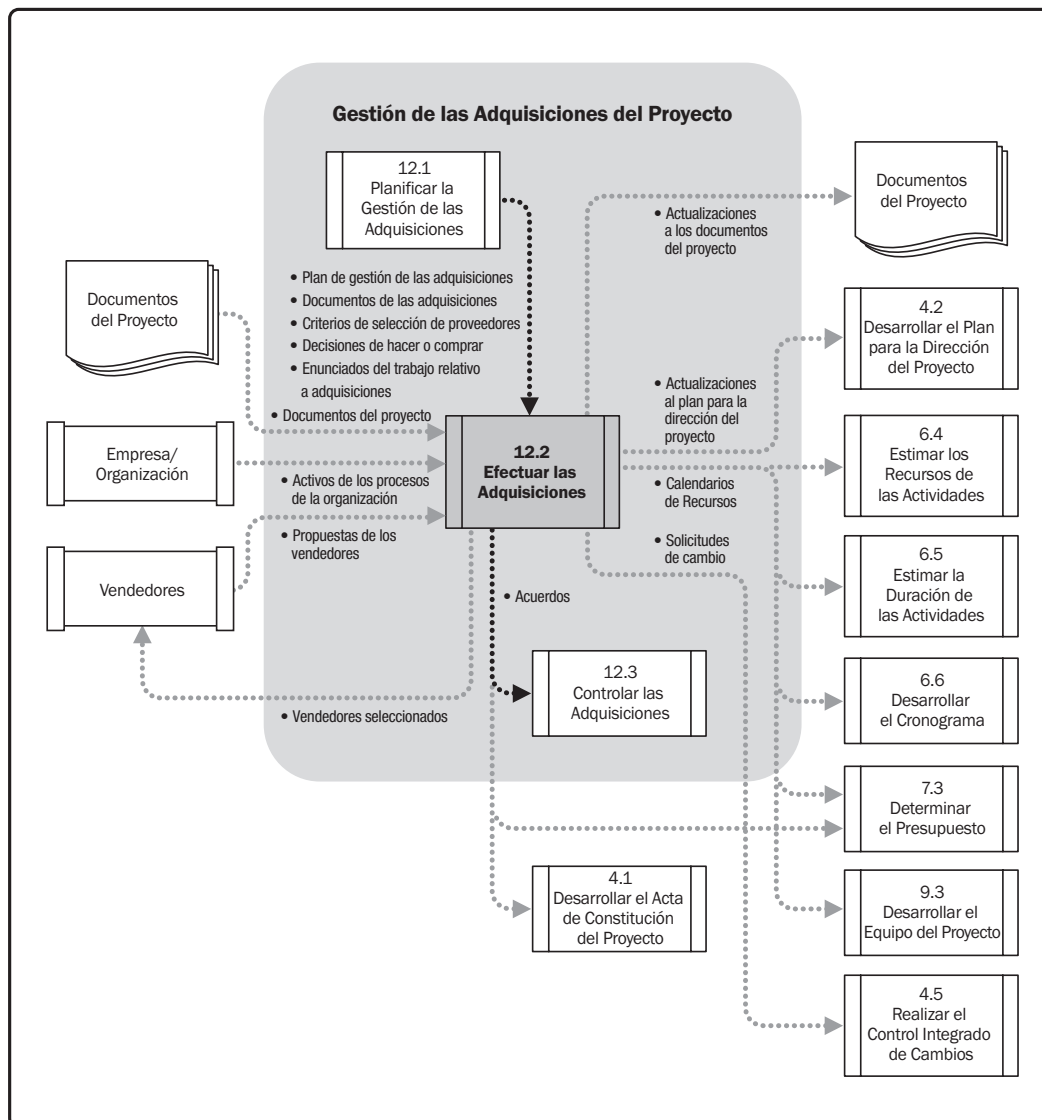 Gestión de las Adquisiciones del Proyecto
12.1
Planificar la
Gestión de las
Adquisiciones
Documentos
del Proyecto
• Actualizaciones
a los documentos
del proyecto
• Plan de gestión de las adquisiciones
• Documentos de las adquisiciones
• Criterios de selección de proveedores
• Decisiones de hacer o comprar
• Enunciados del trabajo relativo
a adquisiciones
Documentos
del Proyecto
4.2
Desarrollar el Plan
para la Dirección
del Proyecto
• Documentos del proyecto
• Actualizaciones
al plan para la
dirección del
proyecto
Empresa/
Organización
12.2
Efectuar las
Adquisiciones
6.4
Estimar los
Recursos de
las Actividades
• Activos de los procesos
de la organización
• Calendarios
de Recursos
• Propuestas de los
vendedores
• Solicitudes
de cambio
Vendedores
6.5
Estimar la
Duración de
las Actividades
• Acuerdos
12.3
Controlar las
Adquisiciones
6.6
Desarrollar
el Cronograma
• Vendedores seleccionados
7.3
Determinar
el Presupuesto
4.1
Desarrollar el Acta
de Constitución
del Proyecto
9.3
Desarrollar el
Equipo del Proyecto
4.5
Realizar el
Control Integrado
de Cambios